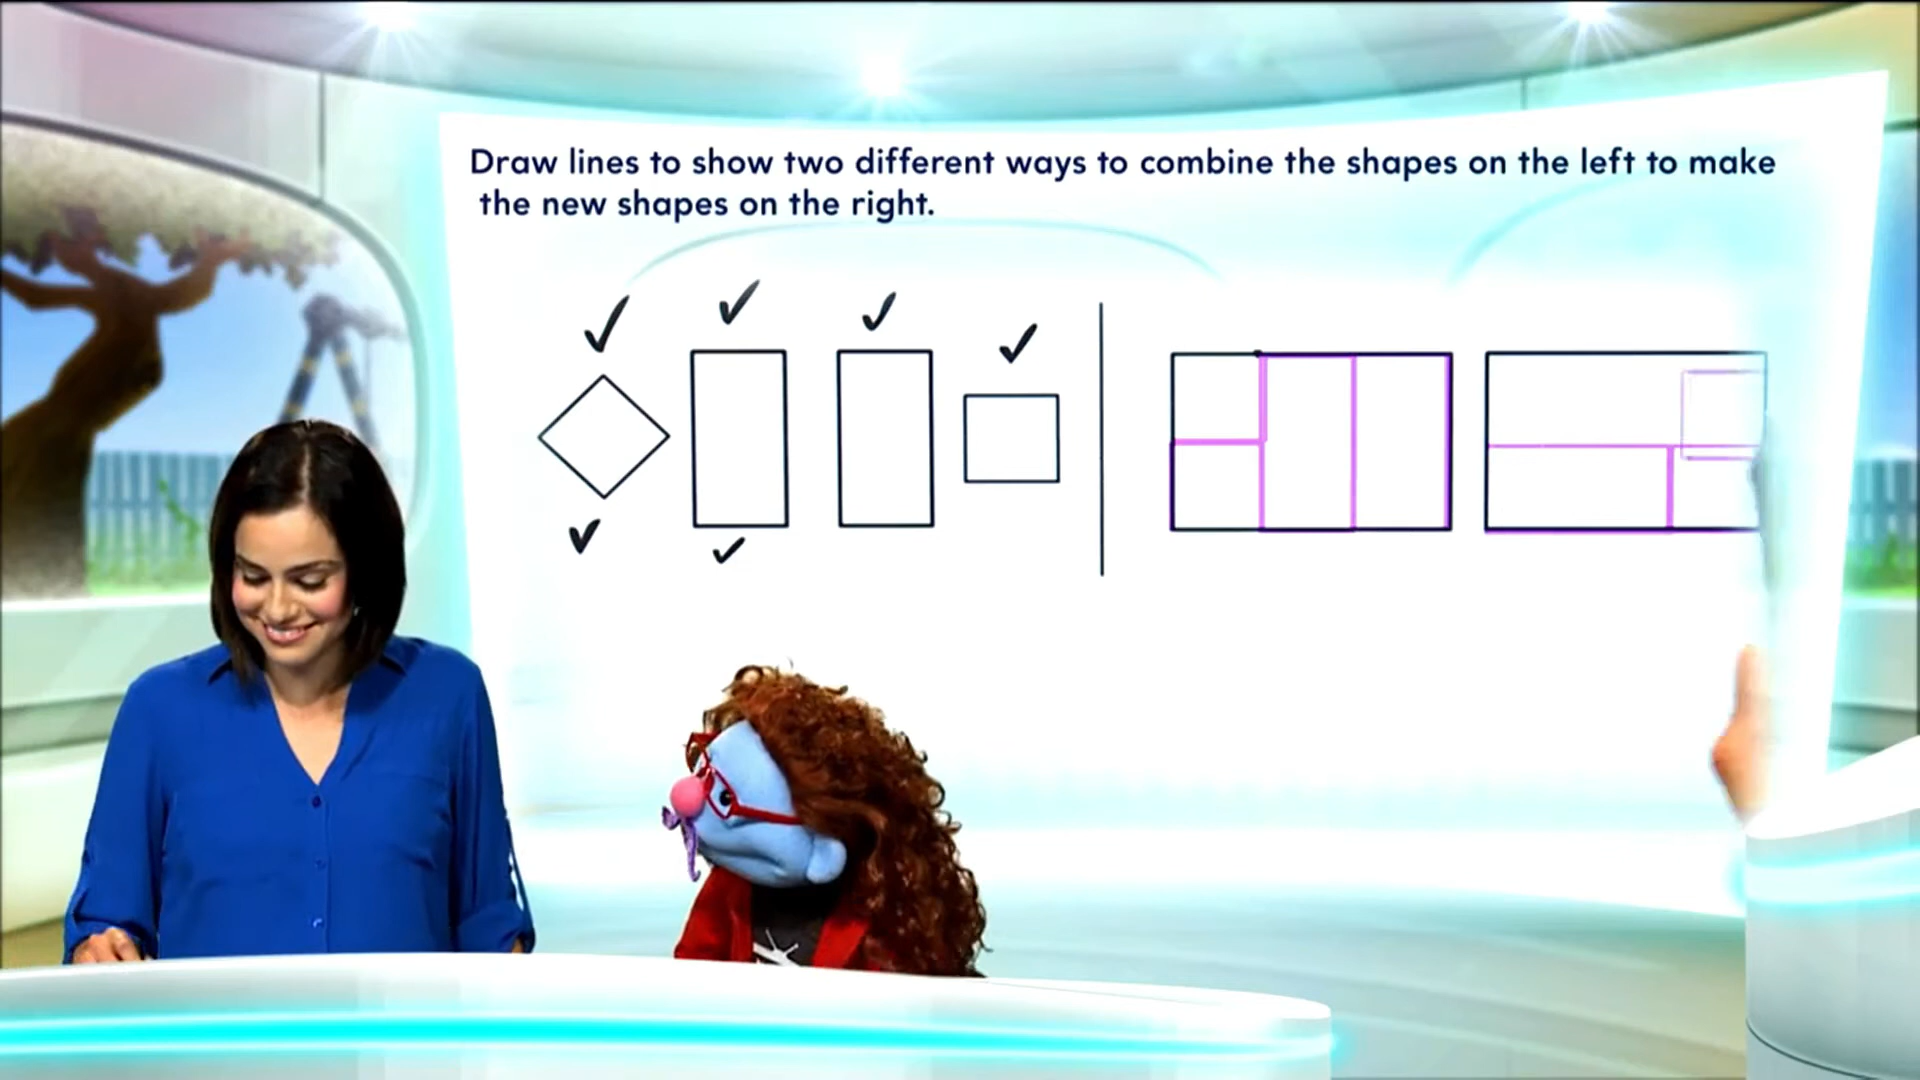 Draw lines to show two different ways to combine the shapes on the left to make
the new shapes on the right.